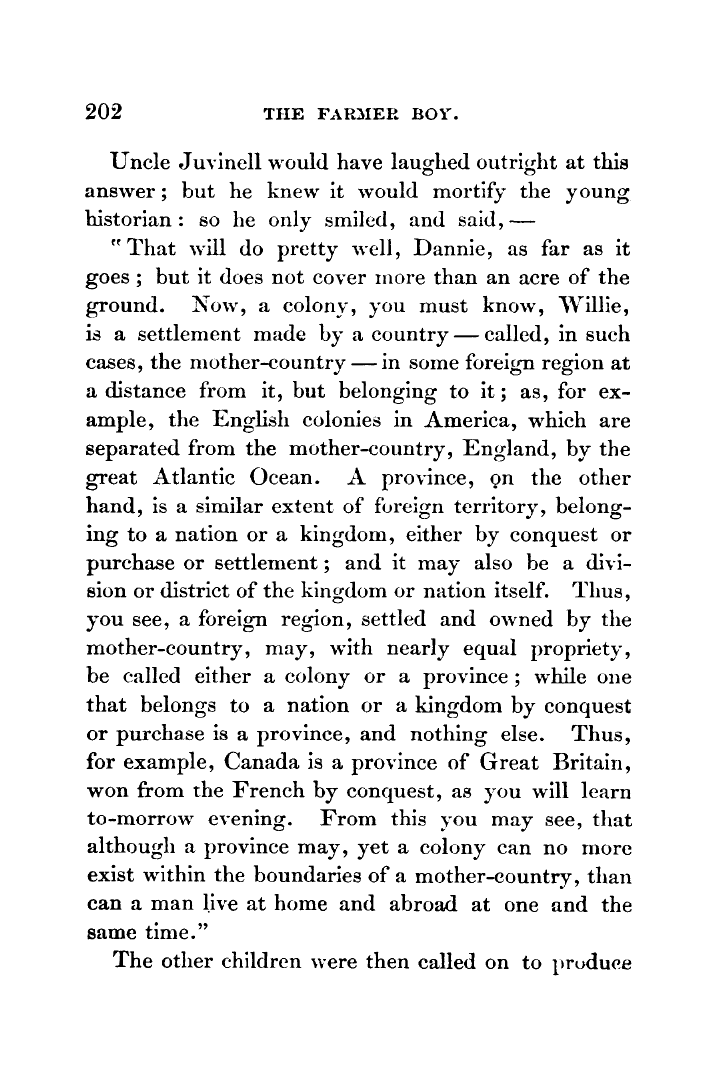 202 THE FARMER BOY.
Uncle Juvinell would have laughed outright at this
answer; but he knew it would mortify the young
historian: so he only smiled, and said, —
"That will do pretty well, Dannie, as far as it
goes; but it does not cover more than an acre of the
ground. Now, a colony, you must know, Willie,
is a settlement made by a country — called, in such
cases, the mother-country — in some foreign region at
a distance from it, but belonging to it; as, for ex-
ample, the English colonies in America, which are
separated from the mother-country, England, by the
great Atlantic Ocean. A province, on the other
hand, is a similar extent of foreign territory, belong-
ing to a nation or a kingdom, either by conquest or
purchase or settlement; and it may also be a divi-
sion or district of the kingdom or nation itself. Thus,
you see, a foreign region, settled and owned by the
mother-country, may, with nearly equal propriety,
be called either a colony or a province; while one
that belongs to a nation or a kingdom by conquest
or purchase is a province, and nothing else. Thus,
for example, Canada is a province of Great Britain,
won from the French by conquest, as you will learn
to-morrow evening. From this you may see, that
although a province may, yet a colony can no more
exist within the boundaries of a mother-country, than
can a man live at home and abroad at one and the
same time."
The other children were then called on to produce